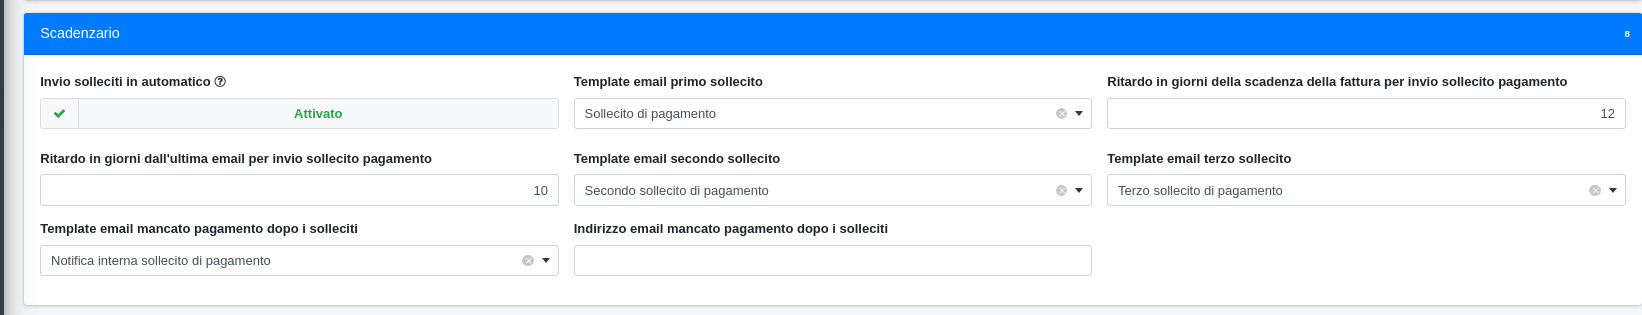 Scadenzario
8
Invio solleciti in automatico
Attivato
Template email primo sollecito
Sollecito di pagamento
Ritardo in giorni della scadenza della fattura per invio sollecito pagamento
12
Ritardo in giorni dall'ultima email per invio sollecito pagamento
10
Template email secondo sollecito
Secondo sollecito di pagamento
Template email terzo sollecito
Terzo sollecito di pagamento
Template email mancato pagamento dopo i solleciti
Notifica interna sollecito di pagamento
Indirizzo email mancato pagamento dopo i solleciti